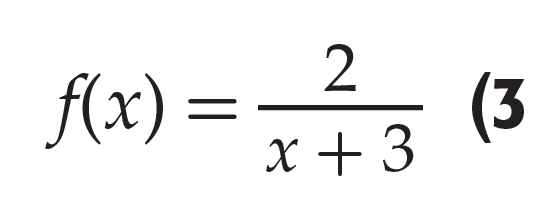 f(x) = 2 / (x + 3) (3